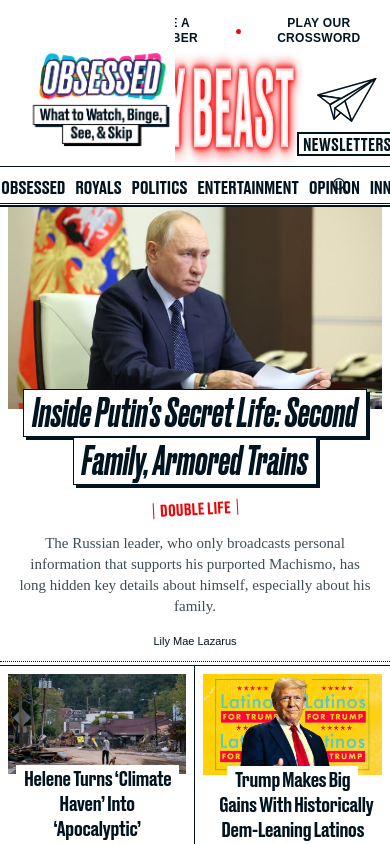 E A
BER
PLAY OUR
CROSSWORD
OBSESSED
What to Watch, Binge,
See, & Skip
Y BEAST
NEWSLETTERS
OBSESSED ROYALS POLITICS ENTERTAINMENT OPINION INN
Inside Putin's Secret Life: Second
Family, Armored Trains
DOUBLE LIFE
The Russian leader, who only broadcasts personal
information that supports his purported Machismo, has
long hidden key details about himself, especially about his
family.
Lily Mae Lazarus
Helene Turns ‘Climate
Haven’ Into
‘Apocalyptic’
Latino Latinos
FOR TRUMP FOR TRUMP
Trump Makes Big
Gains With Historically
Dem-Leaning Latinos